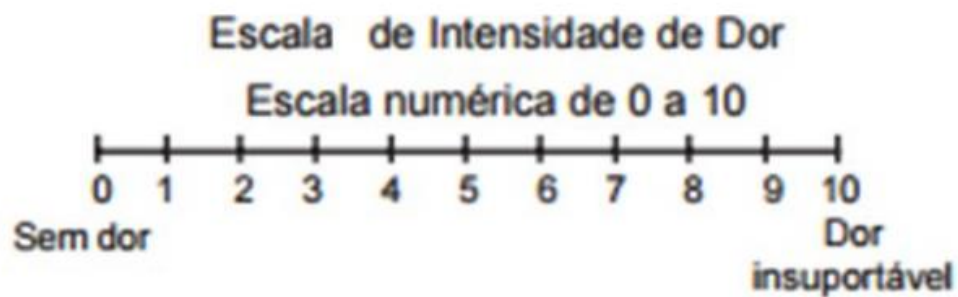 Escala de Intensidade de Dor
Escala numérica de 0 a 10
0 1 2 3 4 5 6 7 8 9 10
Sem dor
Dor
insuportável